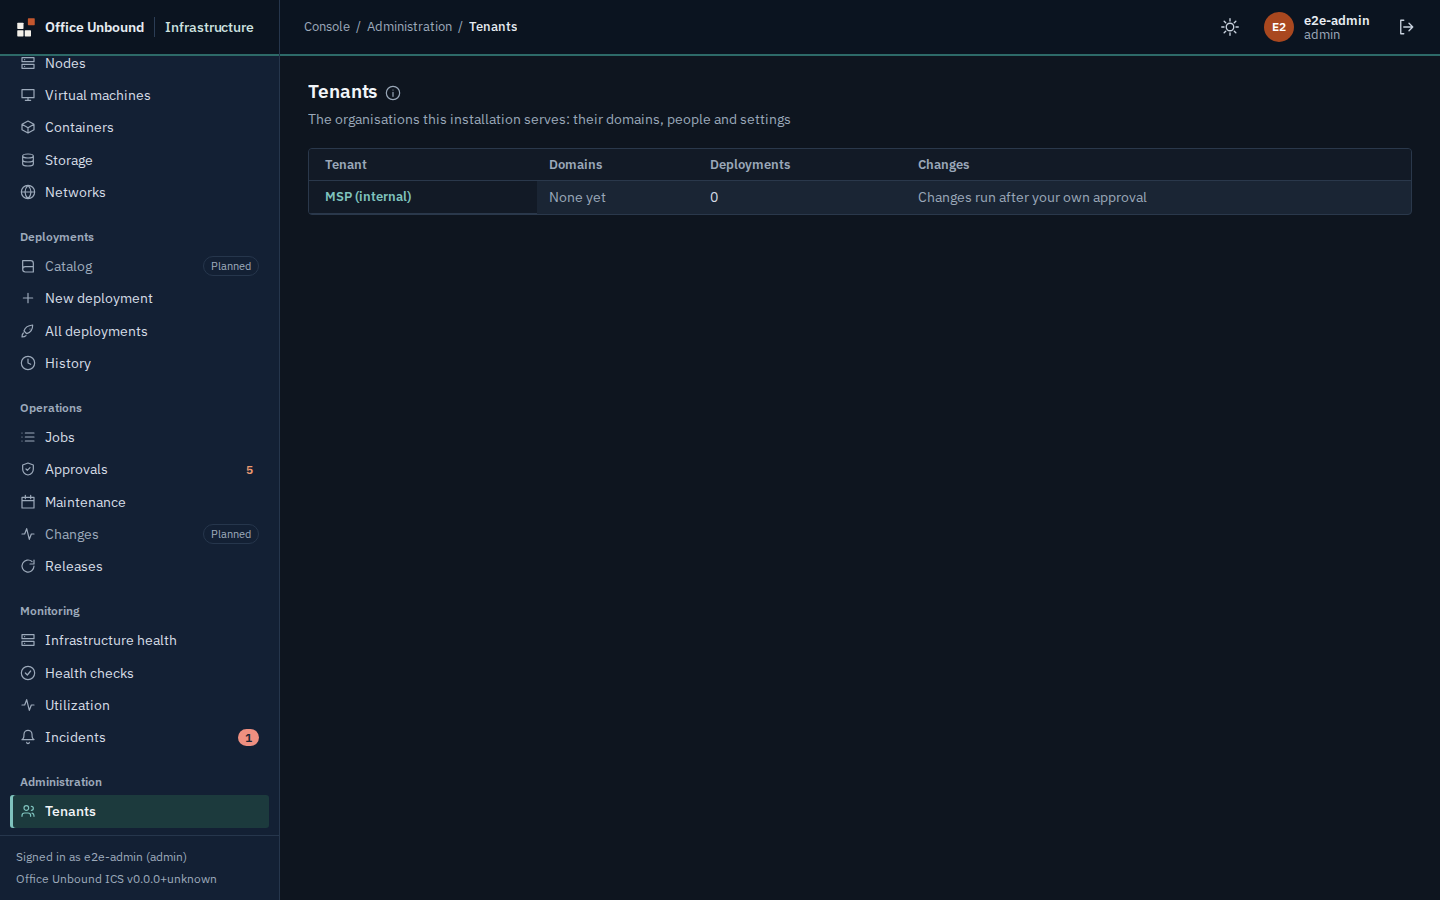 Office Unbound Infrastructure
Console / Administration / Tenants
E2
e2e-admin
admin
Nodes
Virtual machines
Containers
Storage
Networks
Deployments
Catalog Planned
New deployment
All deployments
History
Operations
Jobs
Approvals 5
Maintenance
Changes Planned
Releases
Monitoring
Infrastructure health
Health checks
Utilization
Incidents 1
Administration
Tenants
Signed in as e2e-admin (admin)
Office Unbound ICS v0.0.0+unknown
Tenants
The organisations this installation serves: their domains, people and settings
Tenant Domains Deployments Changes
MSP (internal) None yet 0 Changes run after your own approval